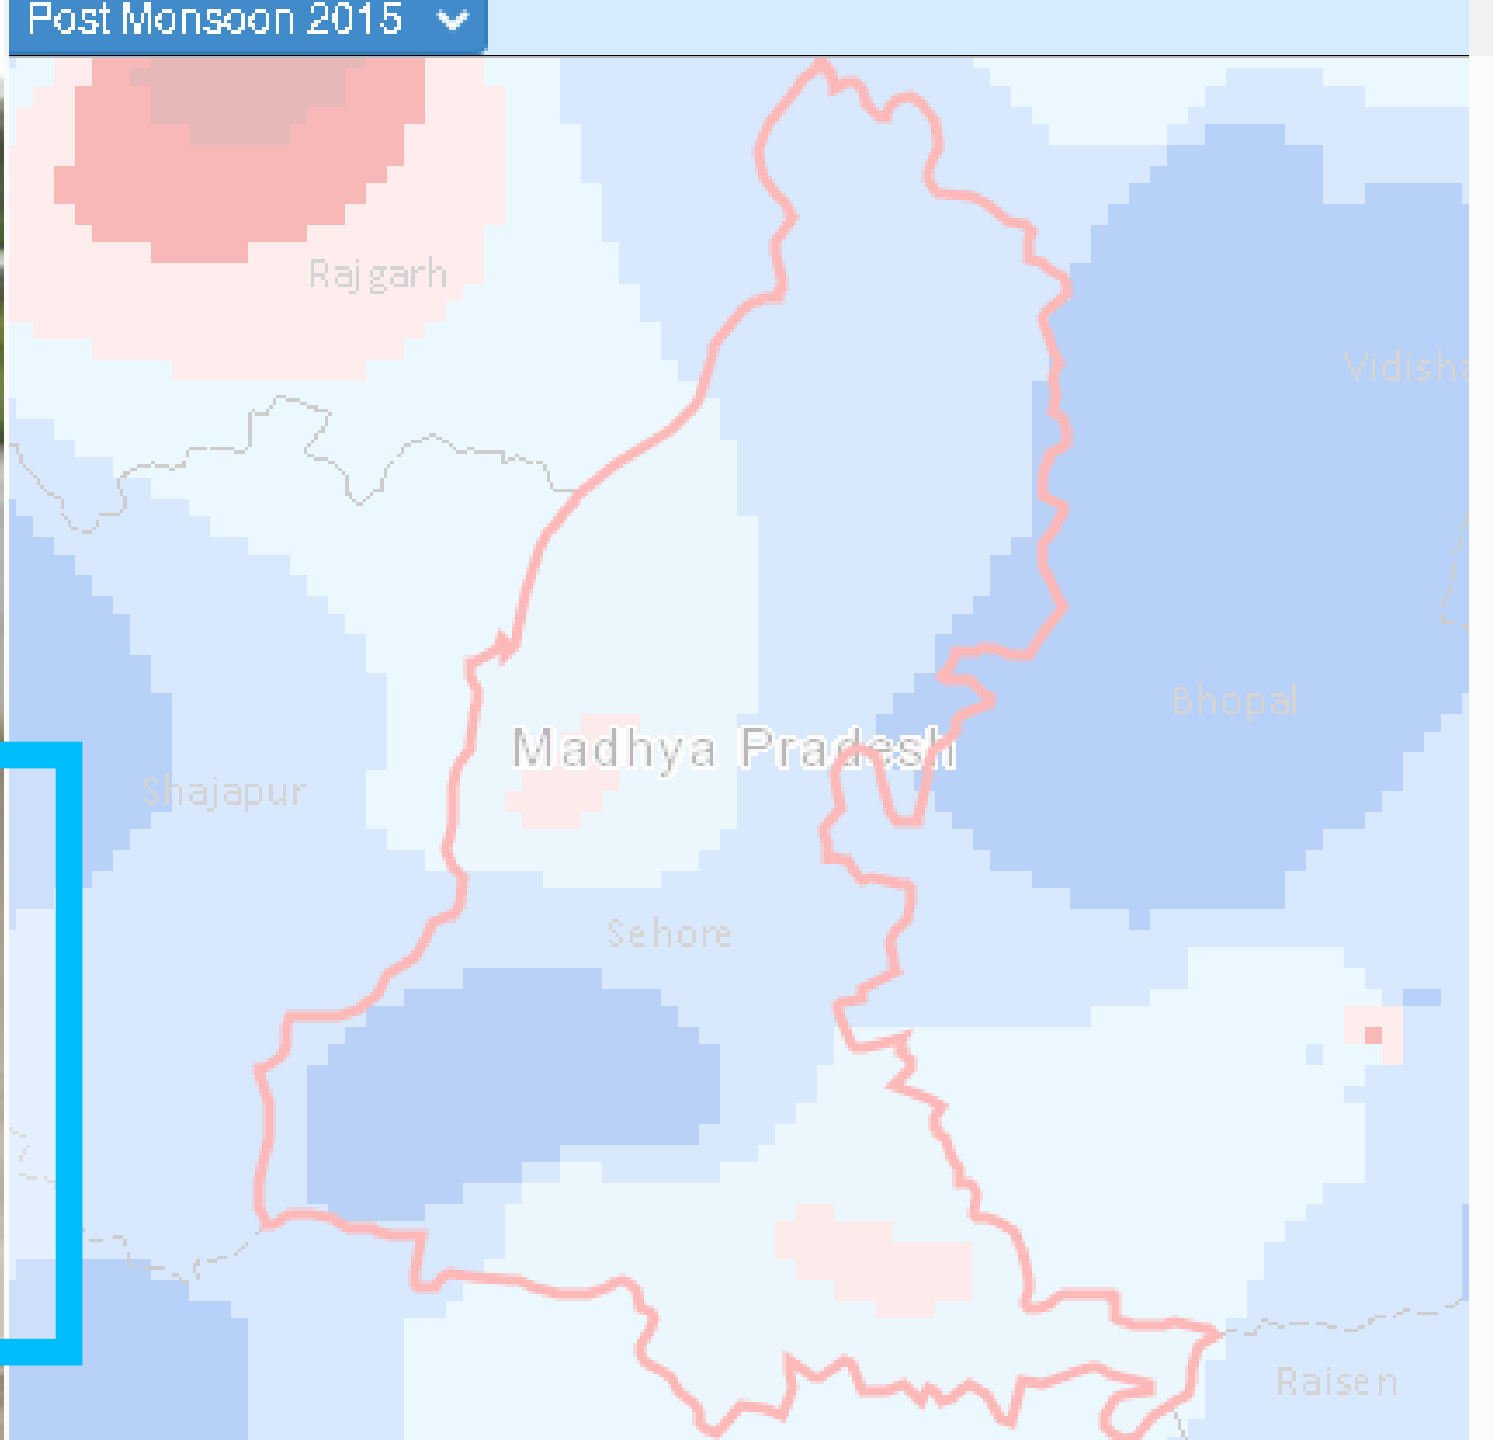 Post Monsoon 2015
Rajgarh
Vidisha
Bhopal
Madhya Pradesh
Shajapur
Sehore
Raisen